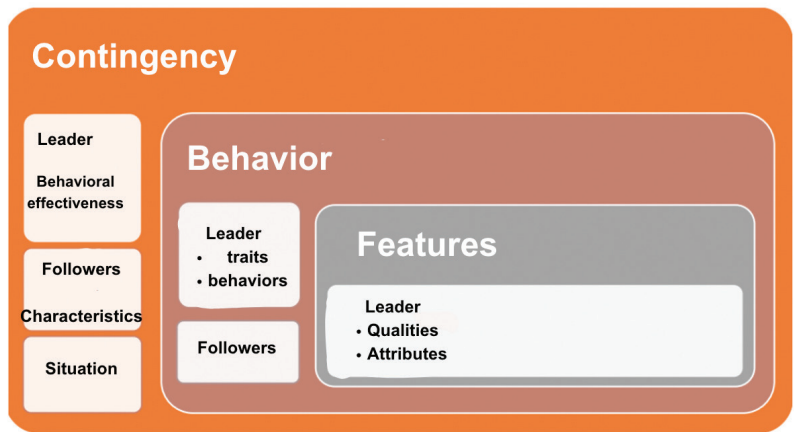 Contingency
Leader
Behavioral
effectiveness
Followers
Characteristics
Situation
Behavior
Leader
• traits
• behaviors
Followers
Features
Leader
• Qualities
• Attributes